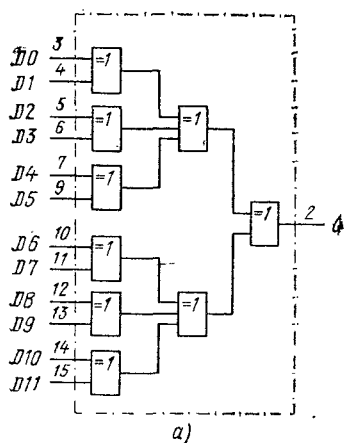 D0 3 =1
D1 4
=1
D2 5 =1
D3 6
D4 7 =1
D5 9
=1 2 Q
D6 10 =1
D7 11
D8 12 =1
D9 13
=1
D10 14 =1
D11 15
а)